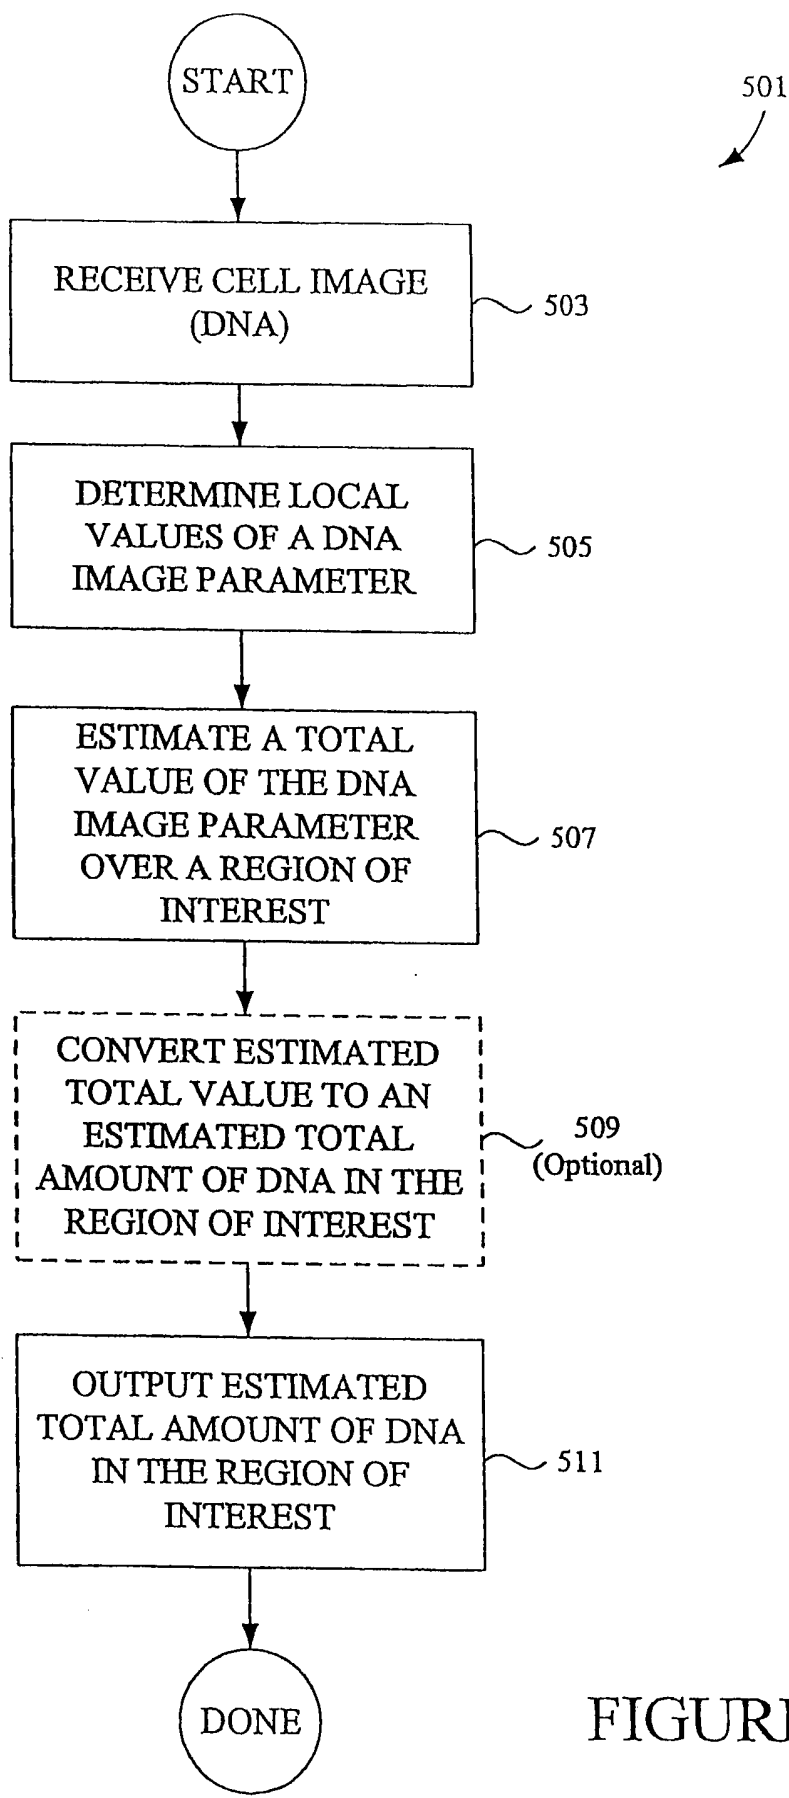 START
501
RECEIVE CELL IMAGE
(DNA)
503
DETERMINE LOCAL
VALUES OF A DNA
IMAGE PARAMETER
505
ESTIMATE A TOTAL
VALUE OF THE DNA
IMAGE PARAMETER
OVER A REGION OF
INTEREST
507
CONVERT ESTIMATED
TOTAL VALUE TO AN
ESTIMATED TOTAL
AMOUNT OF DNA IN THE
REGION OF INTEREST
509
(Optional)
OUTPUT ESTIMATED
TOTAL AMOUNT OF DNA
IN THE REGION OF
INTEREST
511
DONE
FIGURE